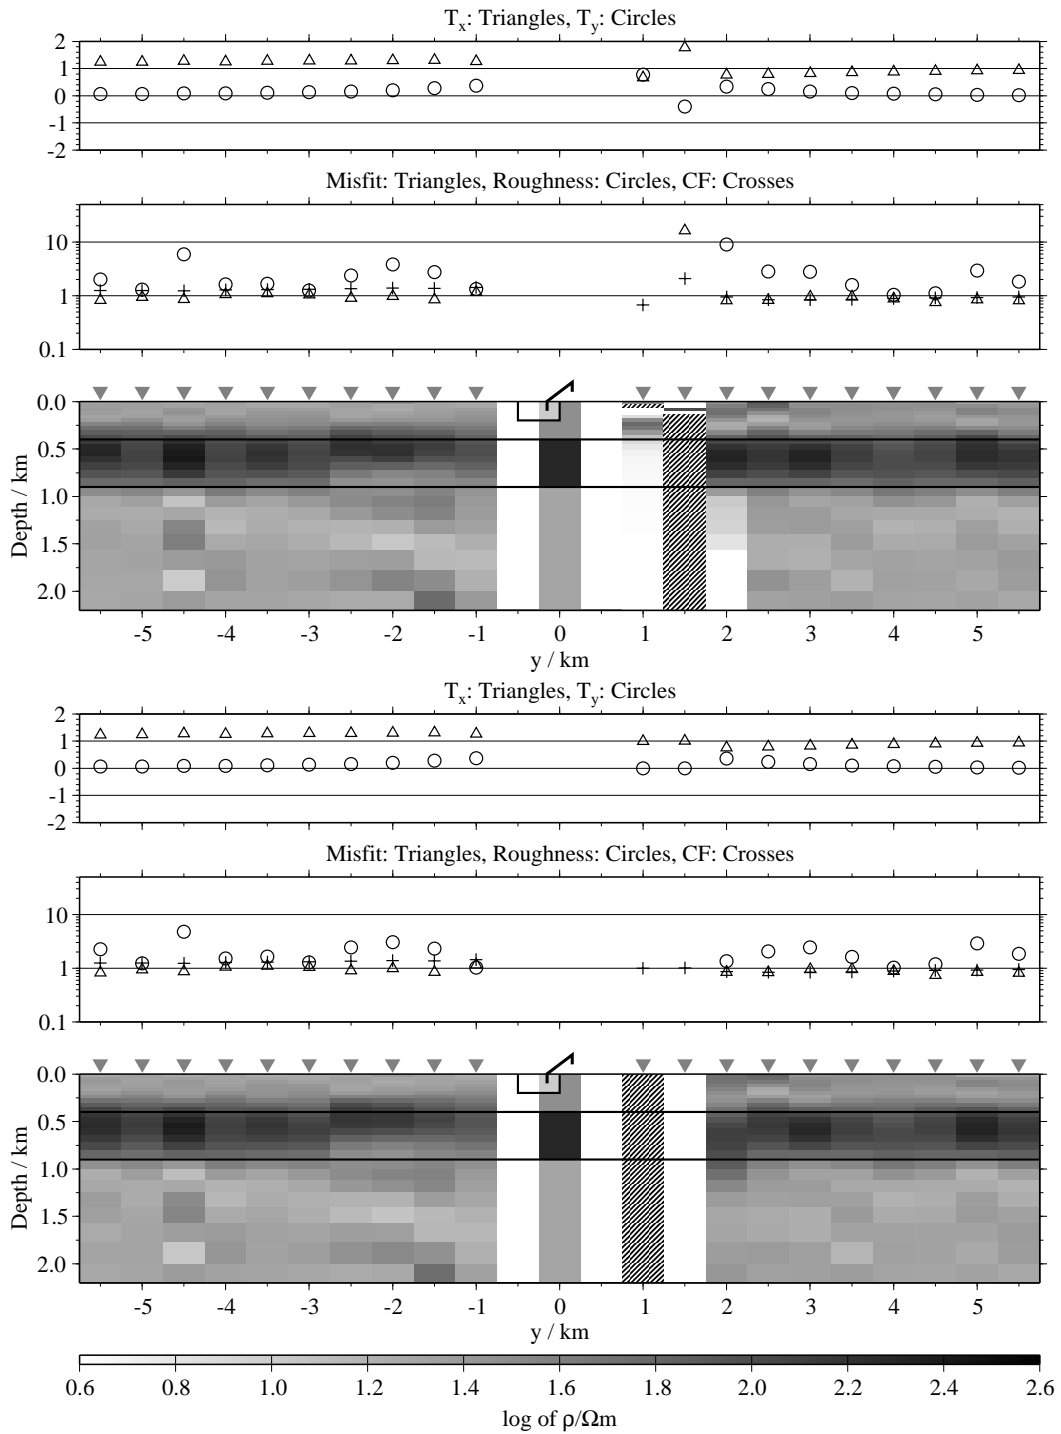 T_x: Triangles, T_y: Circles
2
1
0
-1
-2
Misfit: Triangles, Roughness: Circles, CF: Crosses
10
1
0.1
0.0
0.5
1.0
1.5
2.0
Depth / km
-5 -4 -3 -2 -1 0 1 2 3 4 5
y / km
T_x: Triangles, T_y: Circles
2
1
0
-1
-2
Misfit: Triangles, Roughness: Circles, CF: Crosses
10
1
0.1
0.0
0.5
1.0
1.5
2.0
Depth / km
-5 -4 -3 -2 -1 0 1 2 3 4 5
y / km
0.6 0.8 1.0 1.2 1.4 1.6 1.8 2.0 2.2 2.4 2.6
log of ρ/Ωm